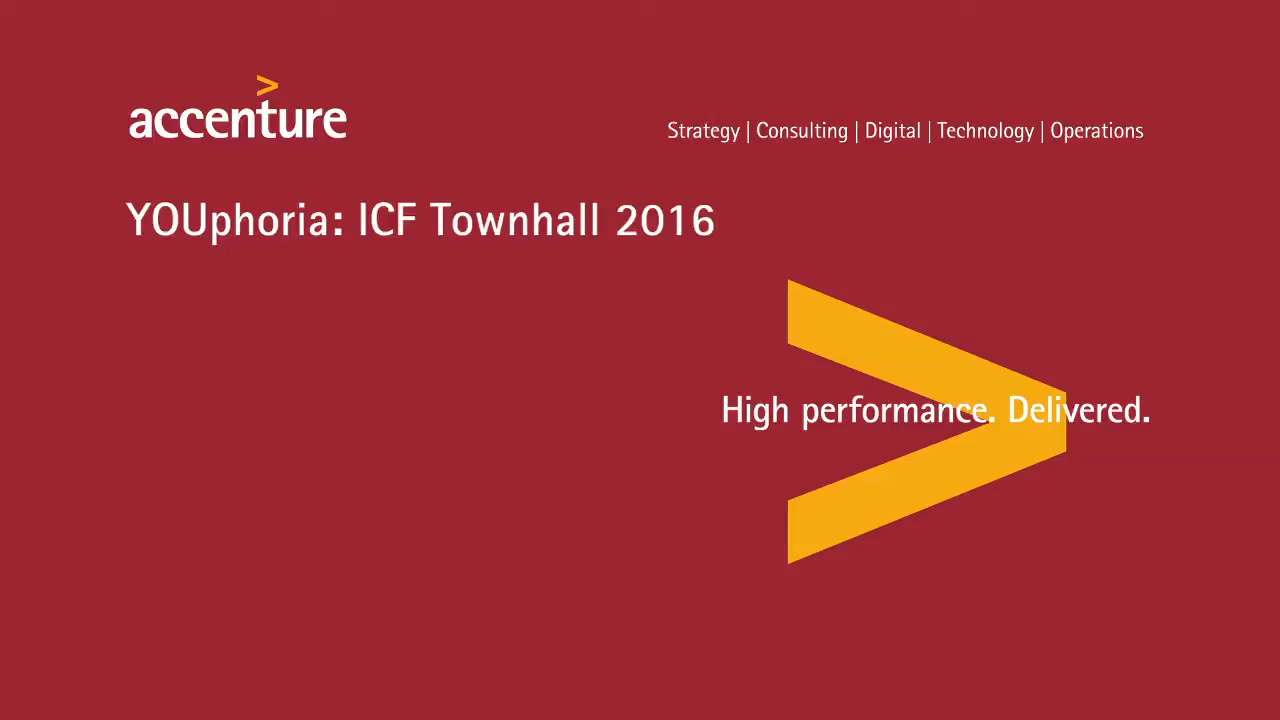 accenture
Strategy | Consulting | Digital | Technology | Operations
YOUphoria: ICF Townhall 2016
High performance. Delivered.